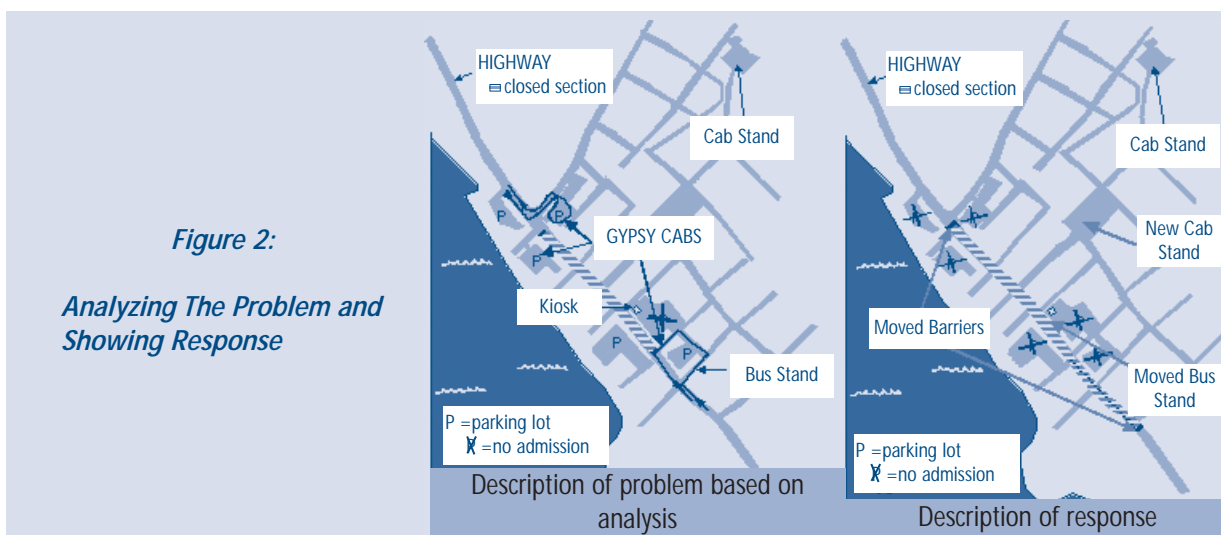 Figure 2:
Analyzing The Problem and
Showing Response
HIGHWAY
closed section
Cab Stand
P
P
GYPSY CABS
P
Kiosk
P
P
Bus Stand
P =parking lot
P =no admission
Description of problem based on
analysis
HIGHWAY
closed section
Cab Stand
P
P
New Cab
Stand
P
Moved Barriers
P
P
Moved Bus
Stand
P =parking lot
P =no admission
Description of response